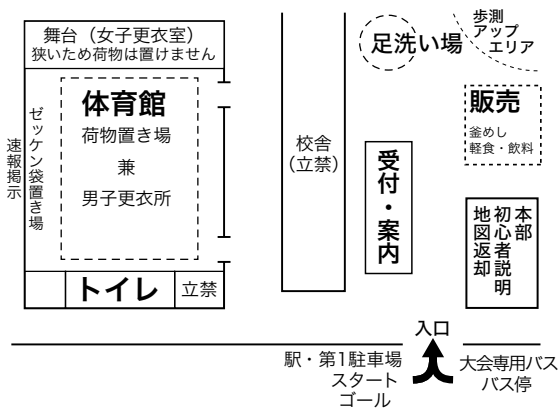 舞台（女子更衣室）
狭いため荷物は置けません
体育館
荷物置き場
兼
男子更衣所
ゼッケン袋置き場
速報掲示
トイレ
立禁
校舎
（立禁）
足洗い場
歩測
アップ
エリア
販売
釜めし
軽食・飲料
受付・案内
本部
初心者説明
地図返却
入口
駅・第1駐車場
スタート
ゴール
大会専用バス
バス停